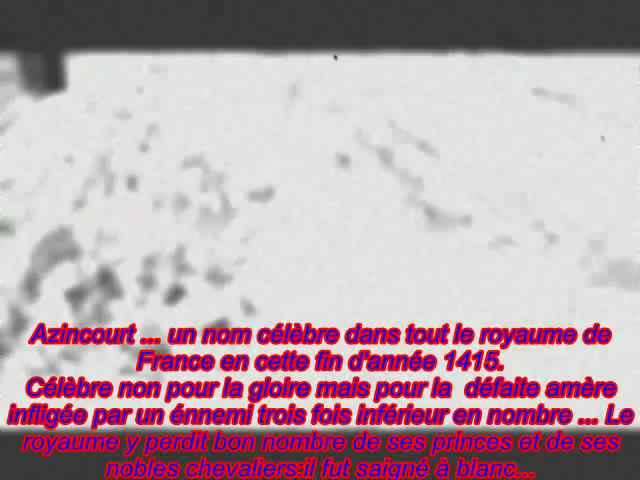 Azincourt ... un nom célèbre dans tout le royaume de
France en cette fin d'année 1415.
Célèbre non pour la gloire mais pour la  défaite amère
infligée par un énnemi trois fois inférieur en nombre ... Le
royaume y perdit bon nombre de ses princes et de ses
nobles chevaliers:il fut saigné à blanc...